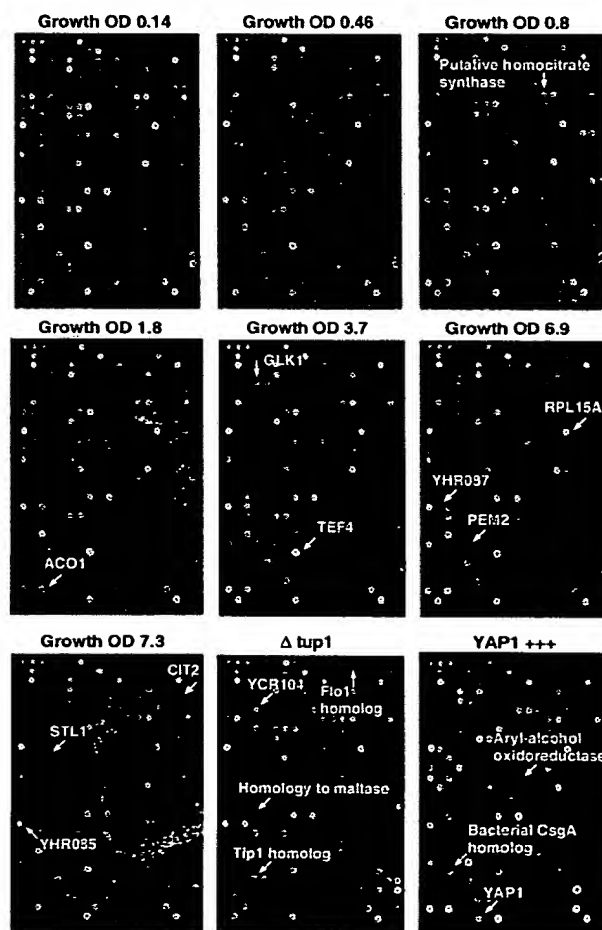 Growth OD 0.14
Growth OD 0.46
Growth OD 0.8
Putative homocitrate
synthase
Growth OD 1.8
Growth OD 3.7
Growth OD 6.9
GLK1
RPL15A
YHR087
PEM2
TEF4
ACO1
Growth OD 7.3
Δ tup1
YAP1 +++
CIT2
YCR104
Flo1
homolog
STL1
Aryl-alcohol
oxidoreductase
Homology to maltase
YHR085
Tip1 homolog
Bacterial CsgA
homolog
YAP1